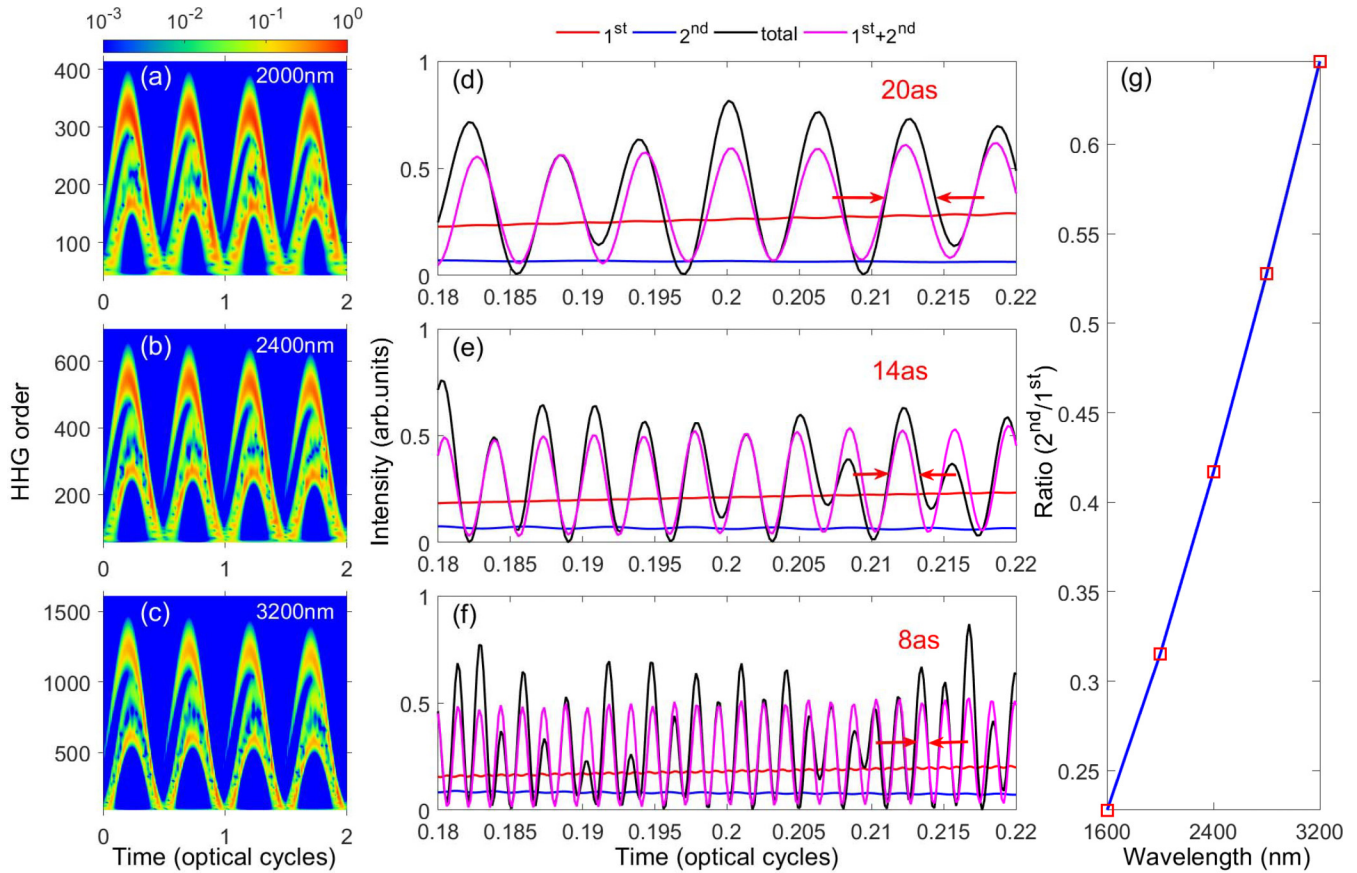 10⁻³ 10⁻² 10⁻¹ 10⁰
1ˢᵗ 2ⁿᵈ total 1ˢᵗ+2ⁿᵈ
(a) 2000nm
400
300
200
100
0 1 2
(b) 2400nm
600
400
200
0 1 2
(c) 3200nm
1500
1000
500
0 1 2
HHG order
Time (optical cycles)
(d) 20as
1
0.5
0
0.18 0.185 0.19 0.195 0.2 0.205 0.21 0.215 0.22
(e) 14as
1
0.5
0
0.18 0.185 0.19 0.195 0.2 0.205 0.21 0.215 0.22
(f) 8as
1
0.5
0
0.18 0.185 0.19 0.195 0.2 0.205 0.21 0.215 0.22
Intensity (arb.units)
Time (optical cycles)
(g)
0.6
0.55
0.5
0.45
0.4
0.35
0.3
0.25
1600 2400 3200
Ratio (2ⁿᵈ/1ˢᵗ)
Wavelength (nm)